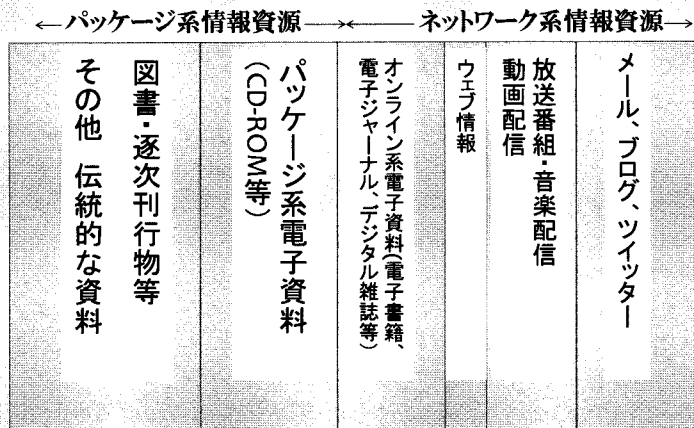 ←パッケージ系情報資源→
←ネットワーク系情報資源→
図書・逐次刊行物等
その他 伝統的な資料
パッケージ系電子資料
(CD-ROM等)
オンライン系電子資料(電子書籍、
電子ジャーナル、デジタル雑誌等)
ウェブ情報
放送番組・音楽配信
動画配信
メール、ブログ、ツイッター